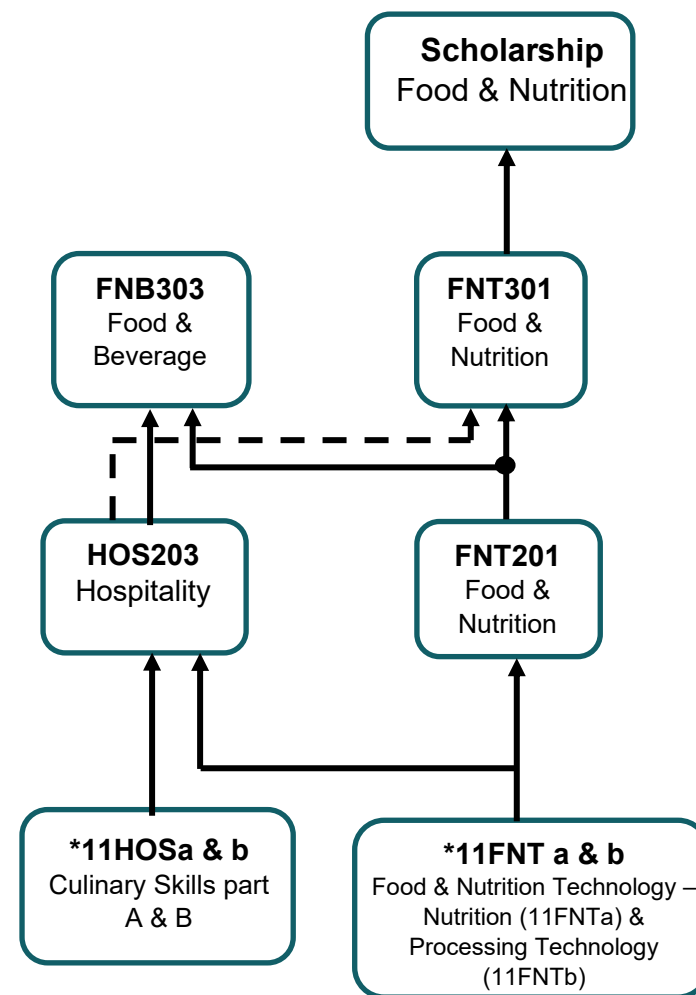 Scholarship
Food & Nutrition
FNB303
Food &
Beverage
FNT301
Food &
Nutrition
HOS203
Hospitality
FNT201
Food &
Nutrition
*11HOSa & b
Culinary Skills part
A & B
*11FNT a & b
Food & Nutrition Technology –
Nutrition (11FNTa) &
Processing Technology
(11FNTb)